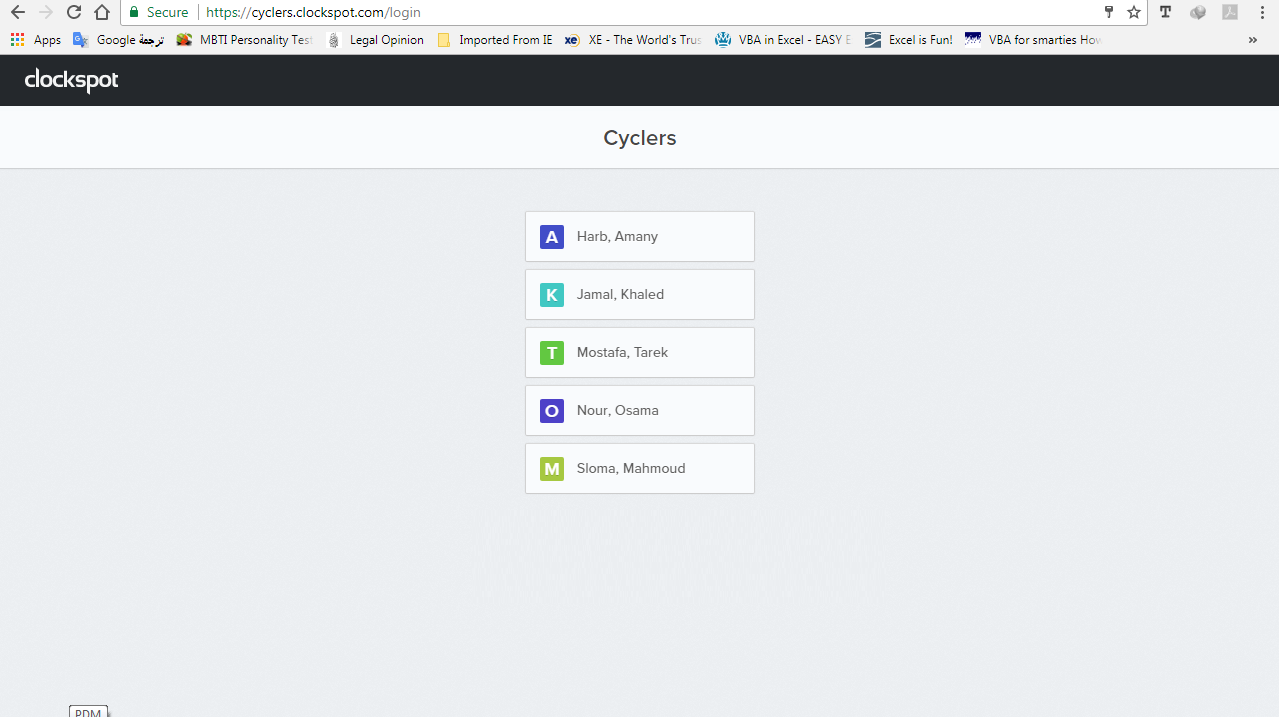 Secure https://cyclers.clockspot.com/login T
Apps Google ترجمة MBTI Personality Test Legal Opinion Imported From IE xe XE - The World's Trus VBA in Excel - EASY E Excel is Fun! VBA for smarties How »
clockspot
Cyclers
A Harb, Amany
K Jamal, Khaled
T Mostafa, Tarek
O Nour, Osama
M Sloma, Mahmoud
PDM